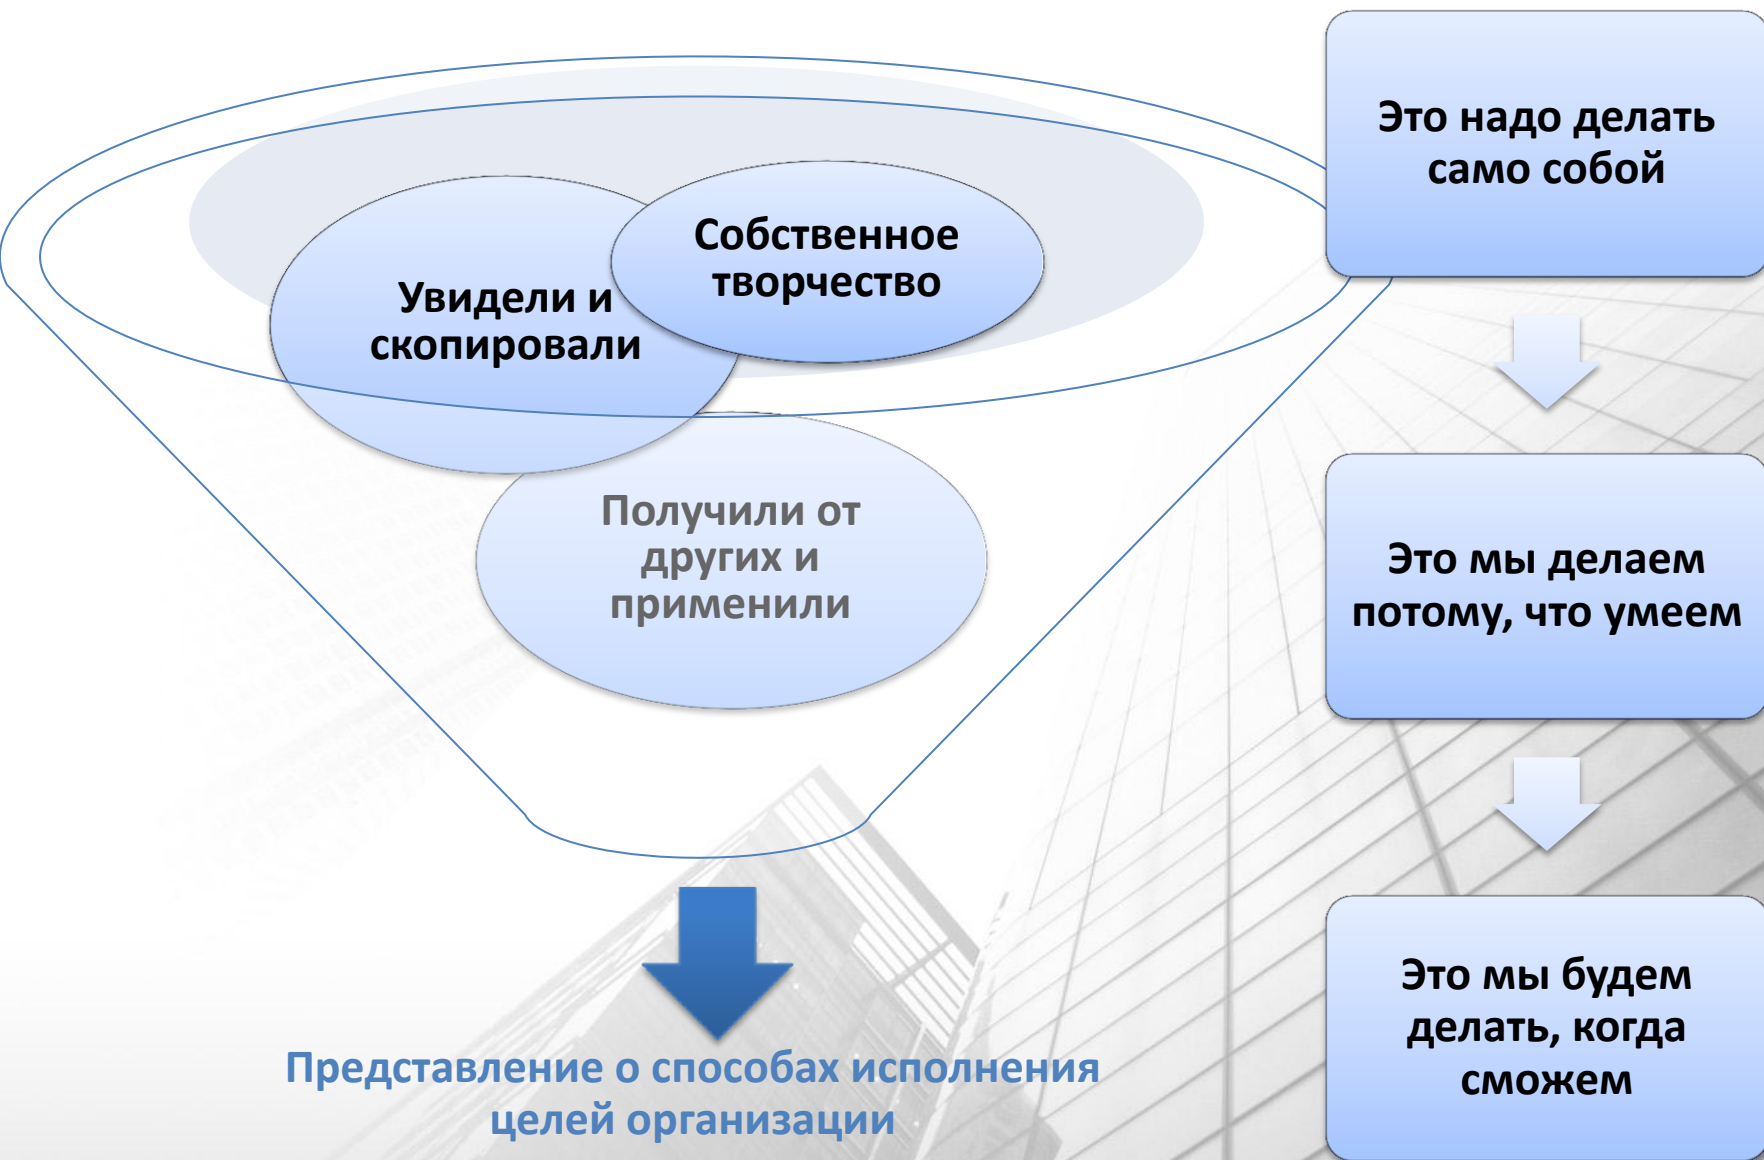 Собственное
творчество
Увидели и
скопировали
Получили от
других и
применили
Представление о способах исполнения
целей организации
Это надо делать
само собой
Это мы делаем
потому, что умеем
Это мы будем
делать, когда
сможем